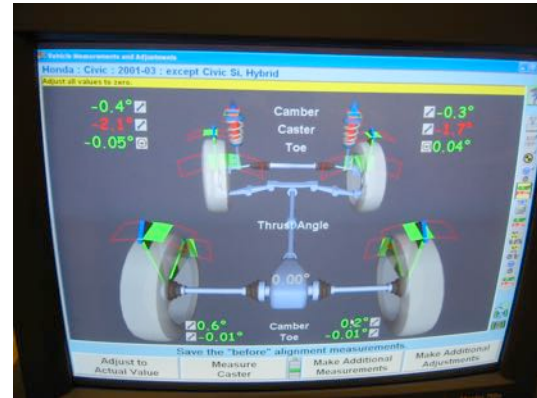 Vehicle Measurements and Adjustments
Honda : Civic : 2001-03 : except Civic Si, Hybrid
Adjust all values to zero.
-0.4° Camber -0.3°
-2.1° Caster -1.7°
-0.05° Toe 0.04°
Thrust Angle
0.00°
0.6° Camber 0.2°
-0.01° Toe -0.01°
Save the "before" alignment measurements.
Adjust to Actual Value
Measure Caster
Make Additional Measurements
Make Additional Adjustments